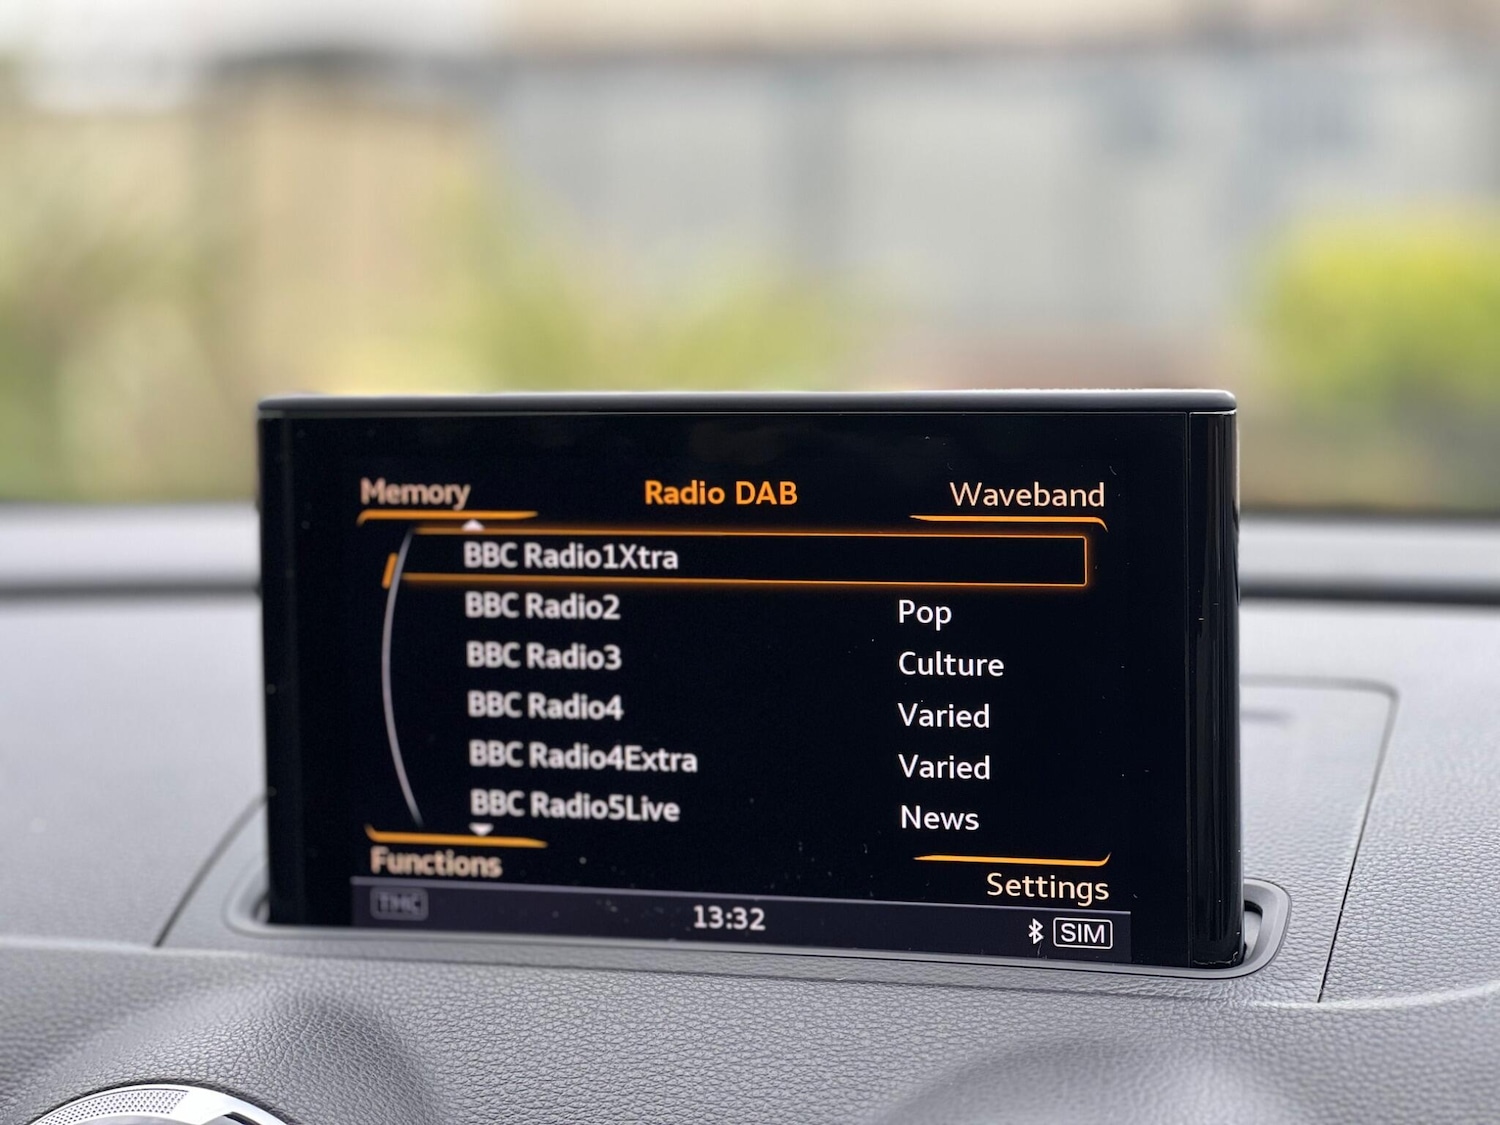 Memory Radio DAB Waveband
BBC Radio1Xtra
BBC Radio2 Pop
BBC Radio3 Culture
BBC Radio4 Varied
BBC Radio4Extra Varied
BBC Radio5Live News
Functions Settings
13:32 SIM